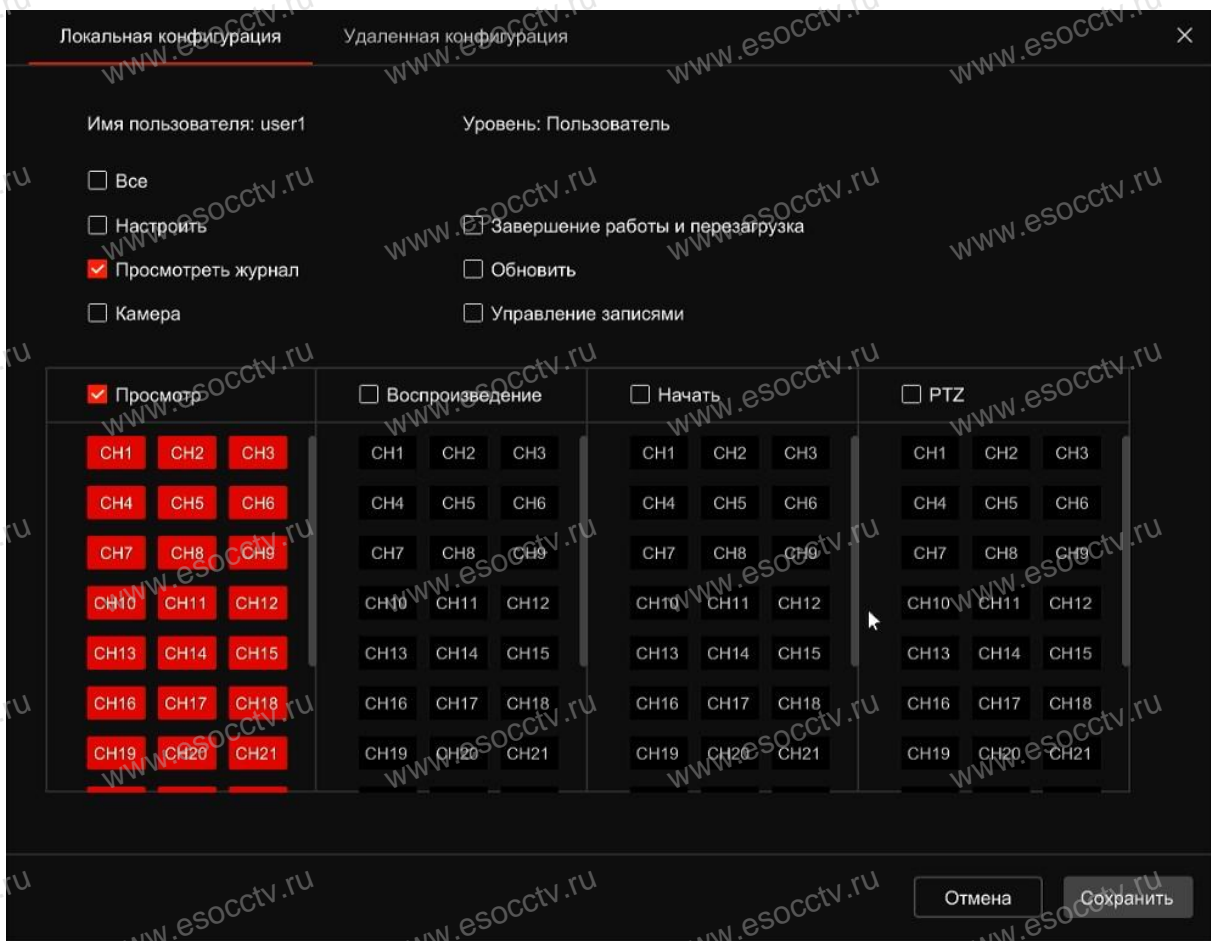 Локальная конфигурация Удаленная конфигурация
Имя пользователя: user1 Уровень: Пользователь
Все
Настроить Завершение работы и перезагрузка
Просмотреть журнал Обновить
Камера Управление записями
Просмотр Воспроизведение Начать PTZ
CH1 CH2 CH3 CH1 CH2 CH3 CH1 CH2 CH3 CH1 CH2 CH3
CH4 CH5 CH6 CH4 CH5 CH6 CH4 CH5 CH6 CH4 CH5 CH6
CH7 CH8 CH9 CH7 CH8 CH9 CH7 CH8 CH9 CH7 CH8 CH9
CH10 CH11 CH12 CH10 CH11 CH12 CH10 CH11 CH12 CH10 CH11 CH12
CH13 CH14 CH15 CH13 CH14 CH15 CH13 CH14 CH15 CH13 CH14 CH15
CH16 CH17 CH18 CH16 CH17 CH18 CH16 CH17 CH18 CH16 CH17 CH18
CH19 CH20 CH21 CH19 CH20 CH21 CH19 CH20 CH21 CH19 CH20 CH21
Отмена Сохранить
www.esocctv.ru